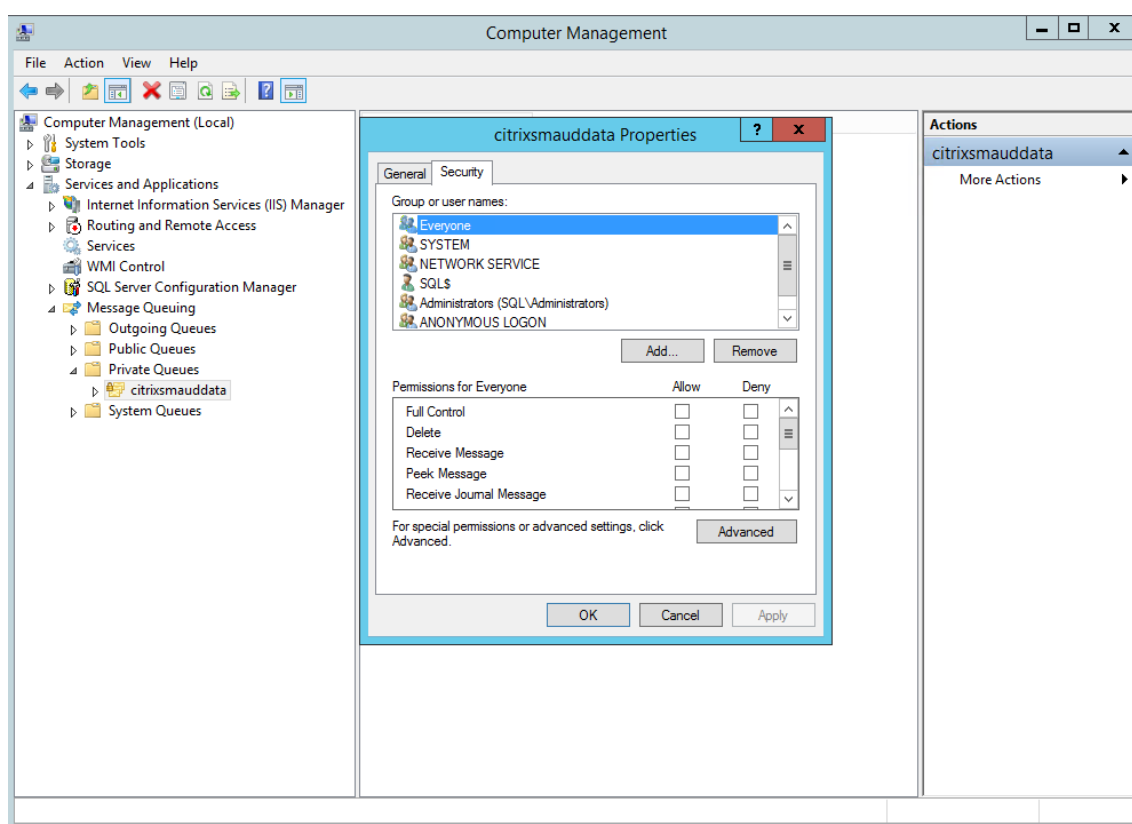 Computer Management
File Action View Help
Computer Management (Local)
System Tools
Storage
Services and Applications
Internet Information Services (IIS) Manager
Routing and Remote Access
Services
WMI Control
SQL Server Configuration Manager
Message Queuing
Outgoing Queues
Public Queues
Private Queues
citrixsmauddata
System Queues
citrixsmauddata Properties
? x
General Security
Group or user names:
Everyone
SYSTEM
NETWORK SERVICE
SQL$
Administrators (SQL\Administrators)
ANONYMOUS LOGON
Add... Remove
Permissions for Everyone Allow Deny
Full Control
Delete
Receive Message
Peek Message
Receive Journal Message
For special permissions or advanced settings, click
Advanced.
Advanced
OK Cancel Apply
Actions
citrixsmauddata
More Actions